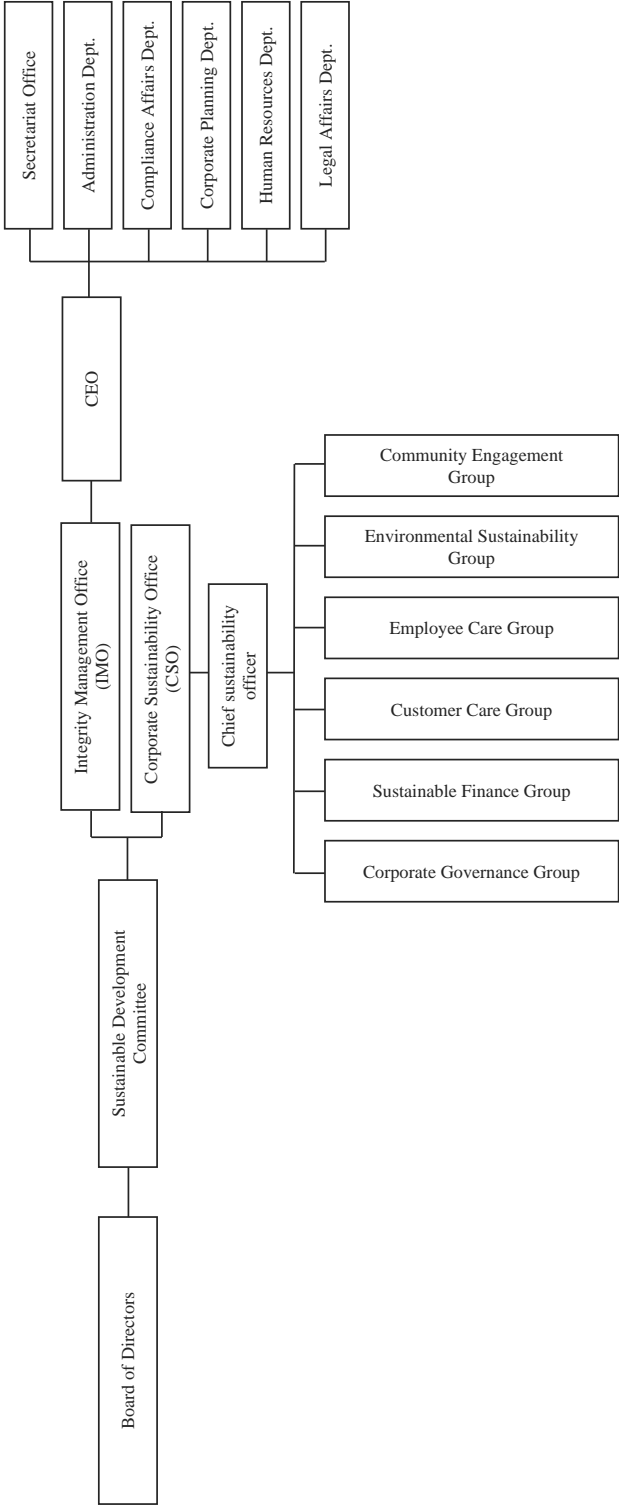 Board of Directors
Sustainable Development
Committee
Integrity Management Office
(IMO)
Corporate Sustainability Office
(CSO)
CEO
Secretariat Office
Administration Dept.
Compliance Affairs Dept.
Corporate Planning Dept.
Human Resources Dept.
Legal Affairs Dept.
Chief sustainability
officer
Community Engagement
Group
Environmental Sustainability
Group
Employee Care Group
Customer Care Group
Sustainable Finance Group
Corporate Governance Group